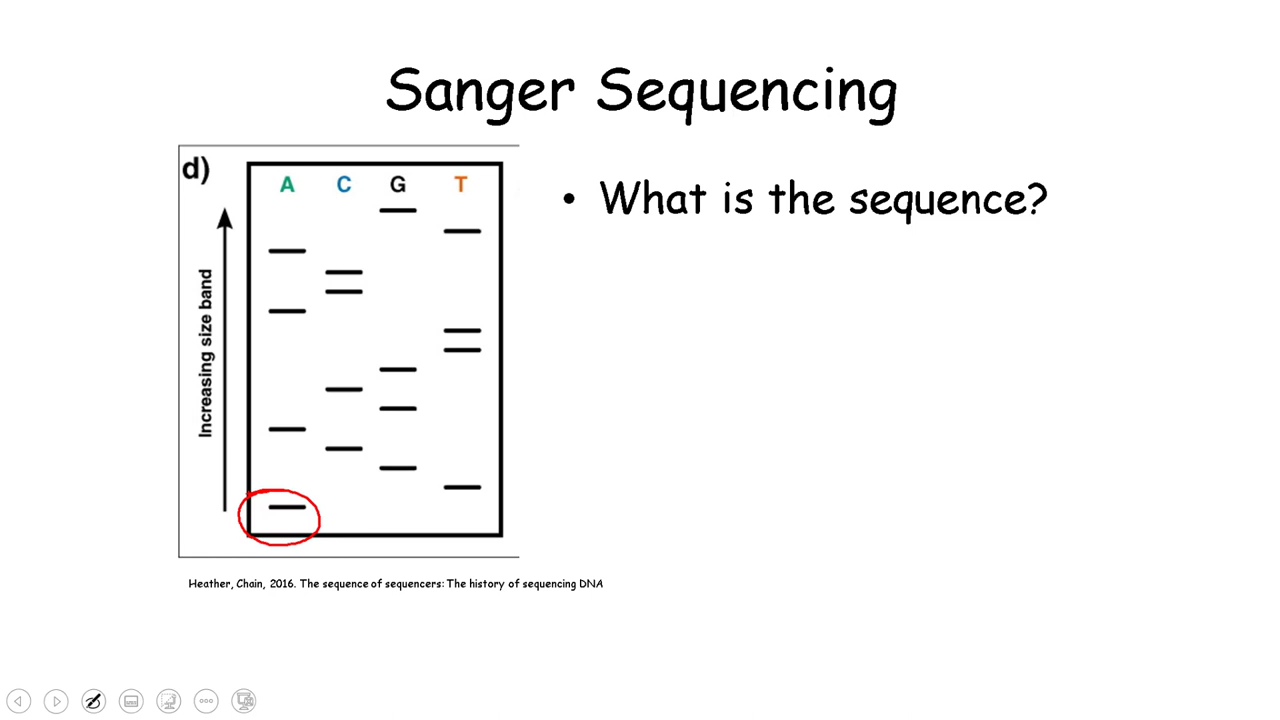 Sanger Sequencing
d)
A C G T
Increasing size band
• What is the sequence?
Heather, Chain, 2016. The sequence of sequencers: The history of sequencing DNA